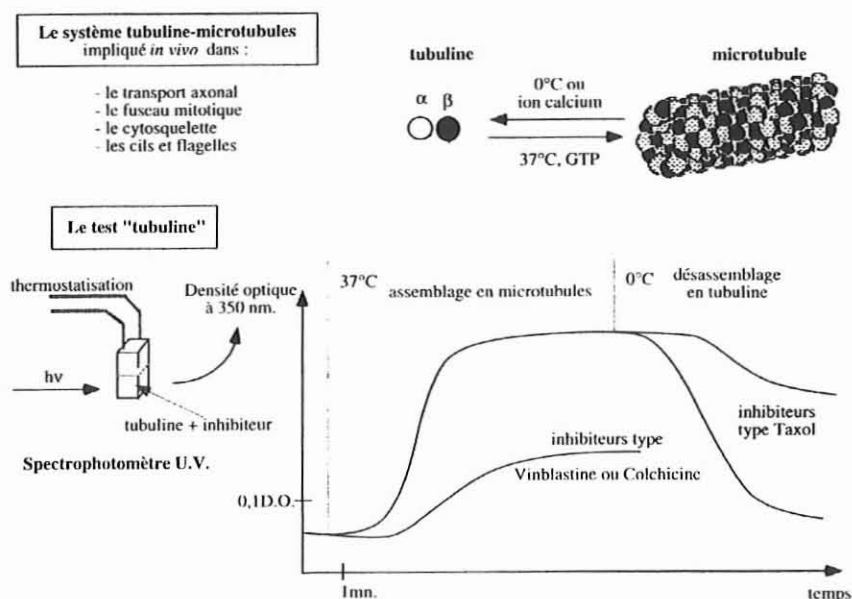 Le système tubuline-microtubules
impliqué in vivo dans :
- le transport axonal
- le fuseau mitotique
- le cytosquelette
- les cils et flagelles
tubuline
α β
0°C ou
ion calcium
37°C, GTP
microtubule
Le test "tubuline"
thermostatisation
Densité optique
à 350 nm.
hν
tubuline + inhibiteur
Spectrophotomètre U.V.
37°C
assemblage en microtubules
0°C
désassemblage
en tubuline
inhibiteurs
type Taxol
inhibiteurs type
Vinblastine ou Colchicine
0,1D.O.
1mn.
temps